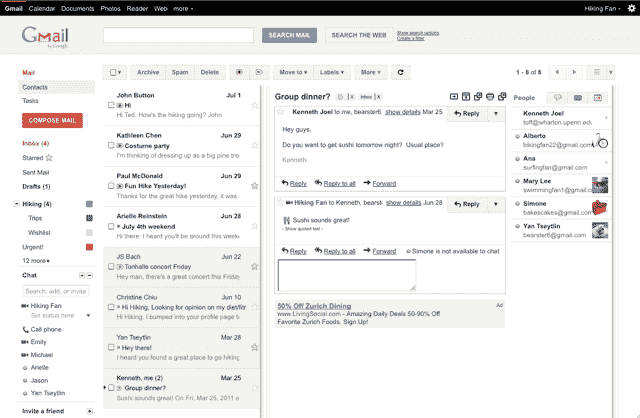 Gmail Calendar Documents Photos Reader Web more
Hiking Fan
Gmail
by Google
SEARCH MAIL
SEARCH THE WEB
Show search options
Create a filter
Mail
Contacts
Tasks
COMPOSE MAIL
Inbox (4)
Starred
Sent Mail
Drafts (1)
Hiking (4)
Trips
Wishlist
Urgent!
12 more
Chat
Search, add, or invite
Hiking Fan
Set status here
Call phone
Emily
Michael
Arielle
Jason
Yan Tseytlin
Invite a friend
Archive Spam Delete Move to Labels More
1 - 8 of 8
John Button Jul 1
Hi
Hi Ted, How's the hiking going? John
Kathleen Chen Jun 29
Costume party
I'm thinking of dressing up as a big pine tre
Paul McDonald Jun 29
Fun Hike Yesterday!
Thanks for the great hike yesterday, it was
Arielle Reinstein Jun 28
» July 4th weekend
Hi there: I heard you'll be around this week
JS Bach Jun 22
Tonhalle concert Friday
Hey man, there's a great concert this Friday
Christine Chiu Jun 10
» Hi Hiking, Looking for opinion on my diet/fit
Hi Hiking, I bumped into your profile page
Yan Tseytlin Mar 28
» Hi there!
I heard you found a great place to go hiking
Kenneth, me (2) Mar 25
Group dinner?
Sushi sounds great! On Fri, Mar 25, 2011 a
Group dinner?
inbox x
Kenneth Joel to me, bearster6 show details Mar 25
Reply
Hey guys,
Do you want to get sushi tomorrow night? Usual place?
Kenneth
Reply Reply to all Forward
Hiking Fan to Kenneth, bearst show details Jun 28
Reply
Sushi sounds great!
- Show quoted text -
Reply Reply to all Forward Simone is not available to chat
50% Off Zurich Dining Ad
www.LivingSocial.com - Amazing Daily Deals 50-90% Off
Favorite Zurich Foods. Sign Up!
People
Kenneth Joel
toff@wharton.upenn.edu
Alberto
bikingfan22@gmail.com
Ana
surfingfan@gmail.com
Mary Lee
swimmingfan1@gmail.com
Simone
bakescakes@gmail.com
Yan Tseytlin
bearster6@gmail.com